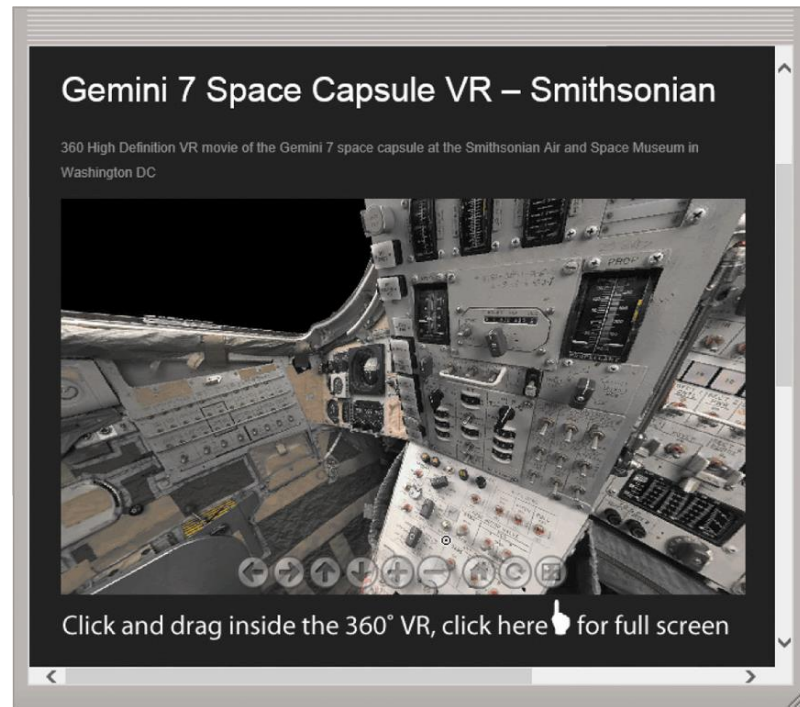 Gemini 7 Space Capsule VR – Smithsonian
360 High Definition VR movie of the Gemini 7 space capsule at the Smithsonian Air and Space Museum in
Washington DC
PROP
Click and drag inside the 360° VR, click here for full screen